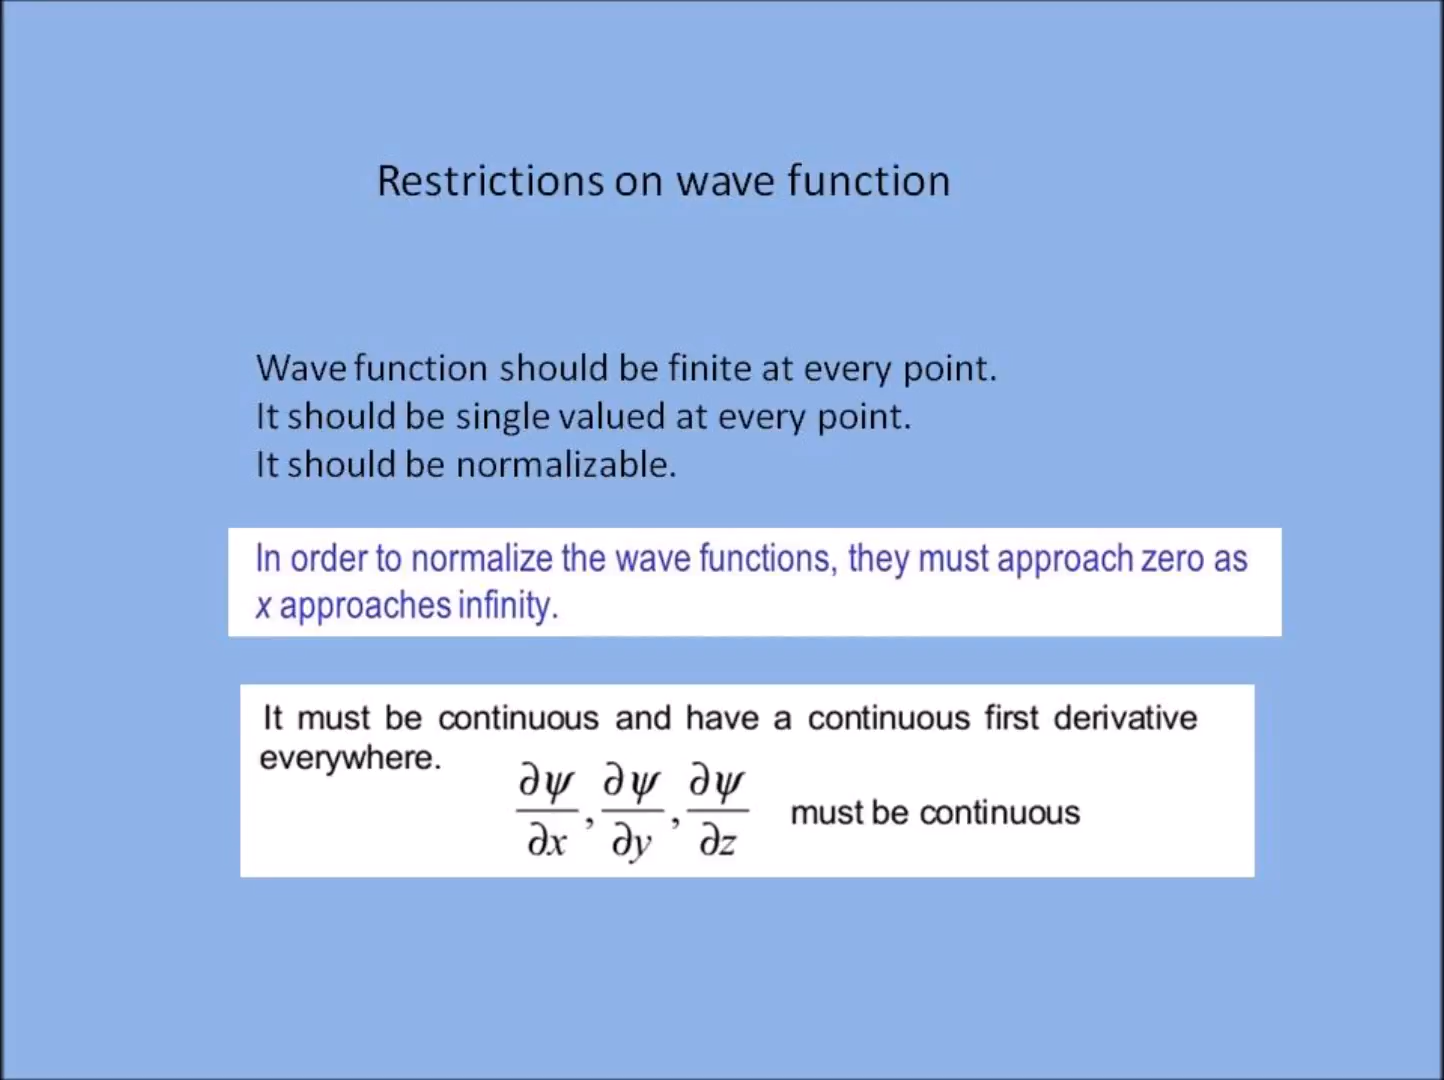 Restrictions on wave function
Wave function should be finite at every point.
It should be single valued at every point.
It should be normalizable.
In order to normalize the wave functions, they must approach zero as
x approaches infinity.
It must be continuous and have a continuous first derivative
everywhere.
∂ψ/∂x, ∂ψ/∂y, ∂ψ/∂z must be continuous